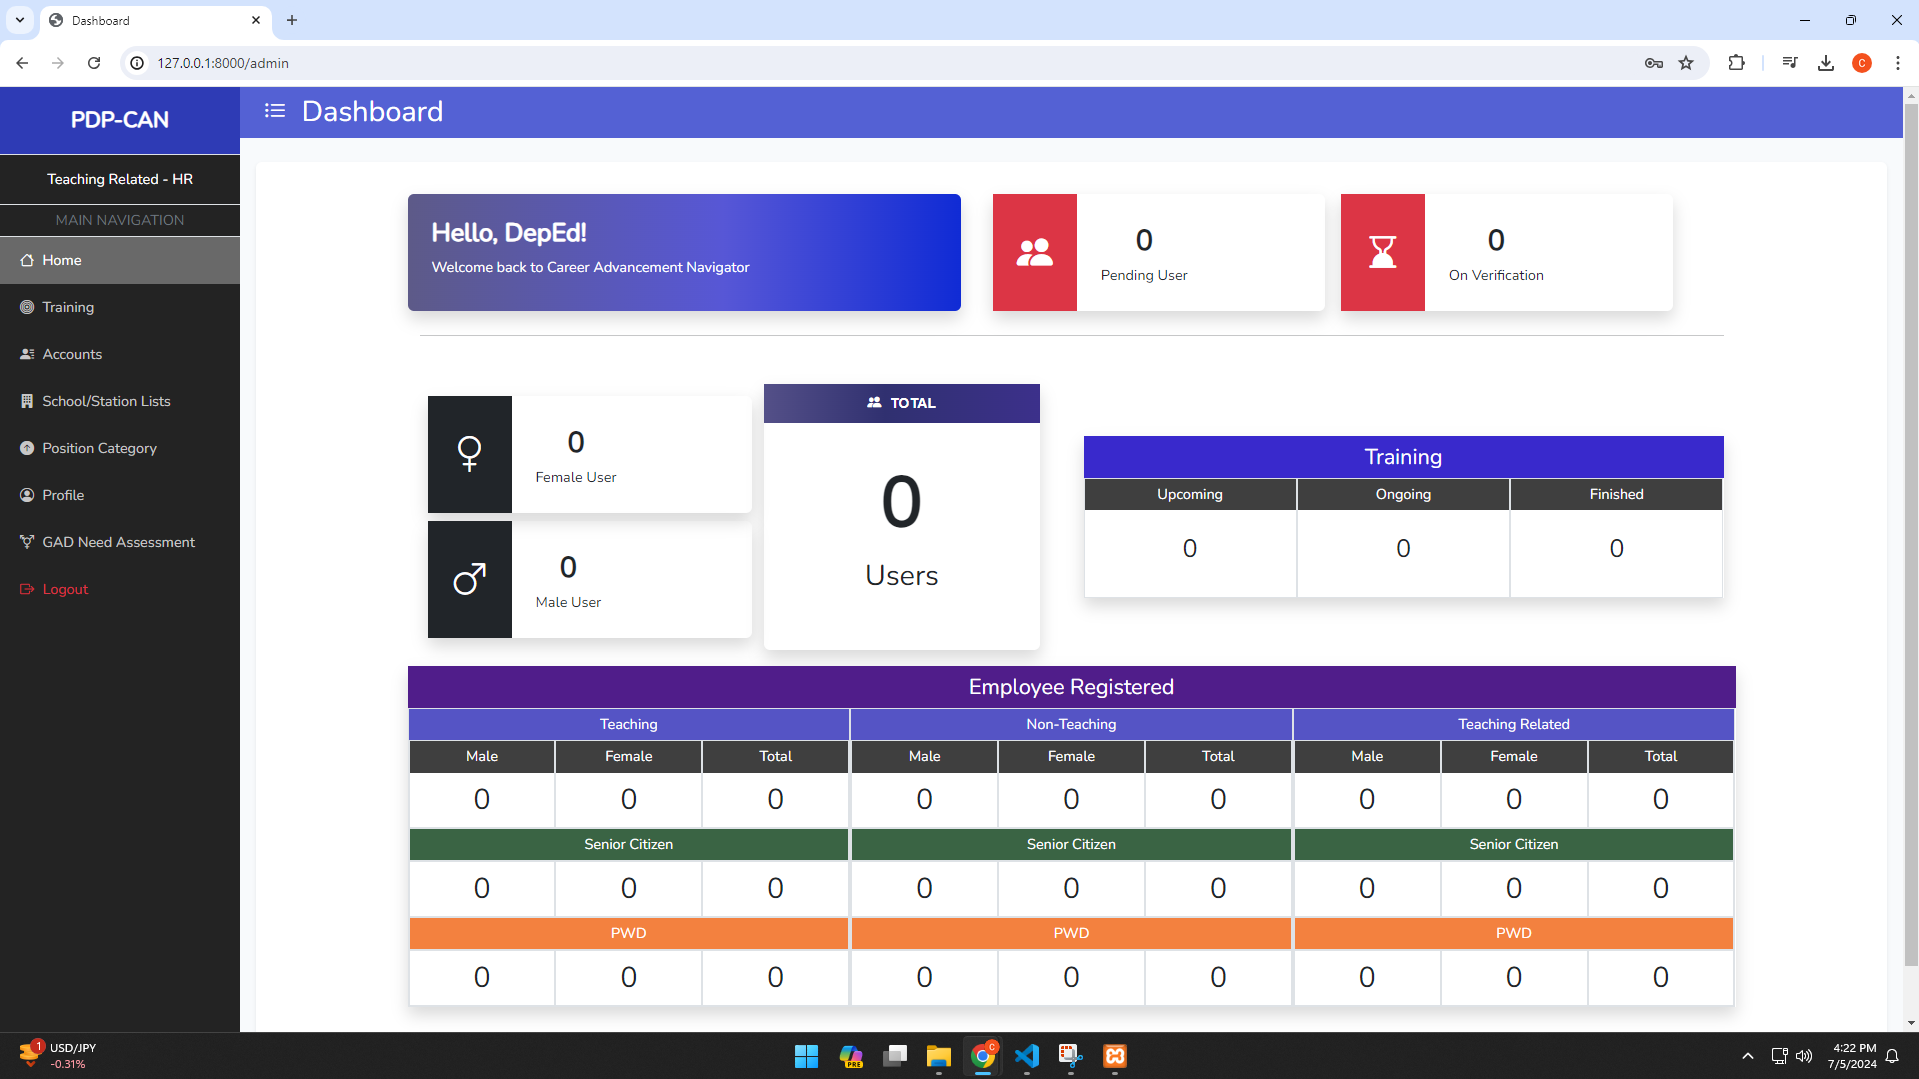 Dashboard
127.0.0.1:8000/admin
C
PDP-CAN
Dashboard
Teaching Related - HR
MAIN NAVIGATION
Home
Training
Accounts
School/Station Lists
Position Category
Profile
GAD Need Assessment
Logout
Hello, DepEd!
Welcome back to Career Advancement Navigator
0
Pending User
0
On Verification
0
Female User
0
Male User
TOTAL
0
Users
Training
Upcoming Ongoing Finished
0 0 0
Employee Registered
Teaching Non-Teaching Teaching Related
Male Female Total Male Female Total Male Female Total
0 0 0 0 0 0 0 0 0
Senior Citizen Senior Citizen Senior Citizen
0 0 0 0 0 0 0 0 0
PWD PWD PWD
0 0 0 0 0 0 0 0 0
1
USD/JPY
-0.31%
PRE
C
4:22 PM
7/5/2024